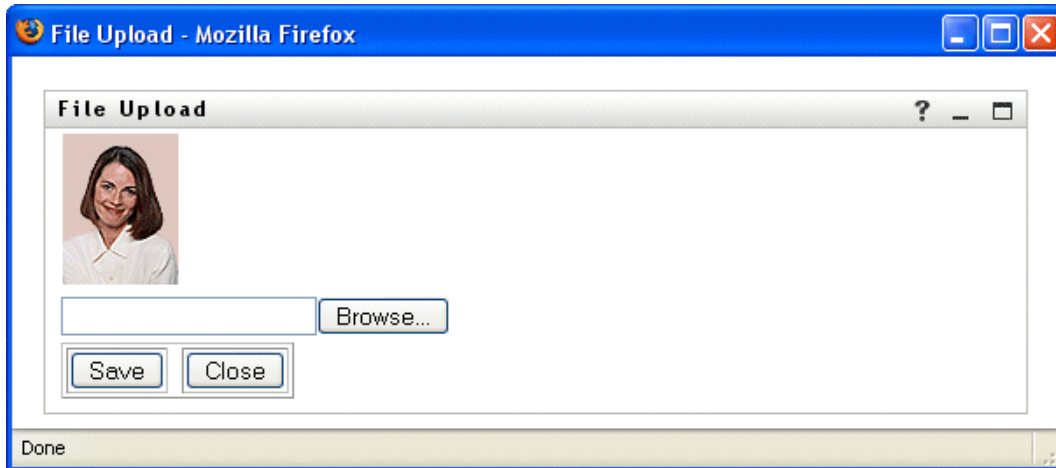 File Upload - Mozilla Firefox
File Upload ?
Browse...
Save Close
Done